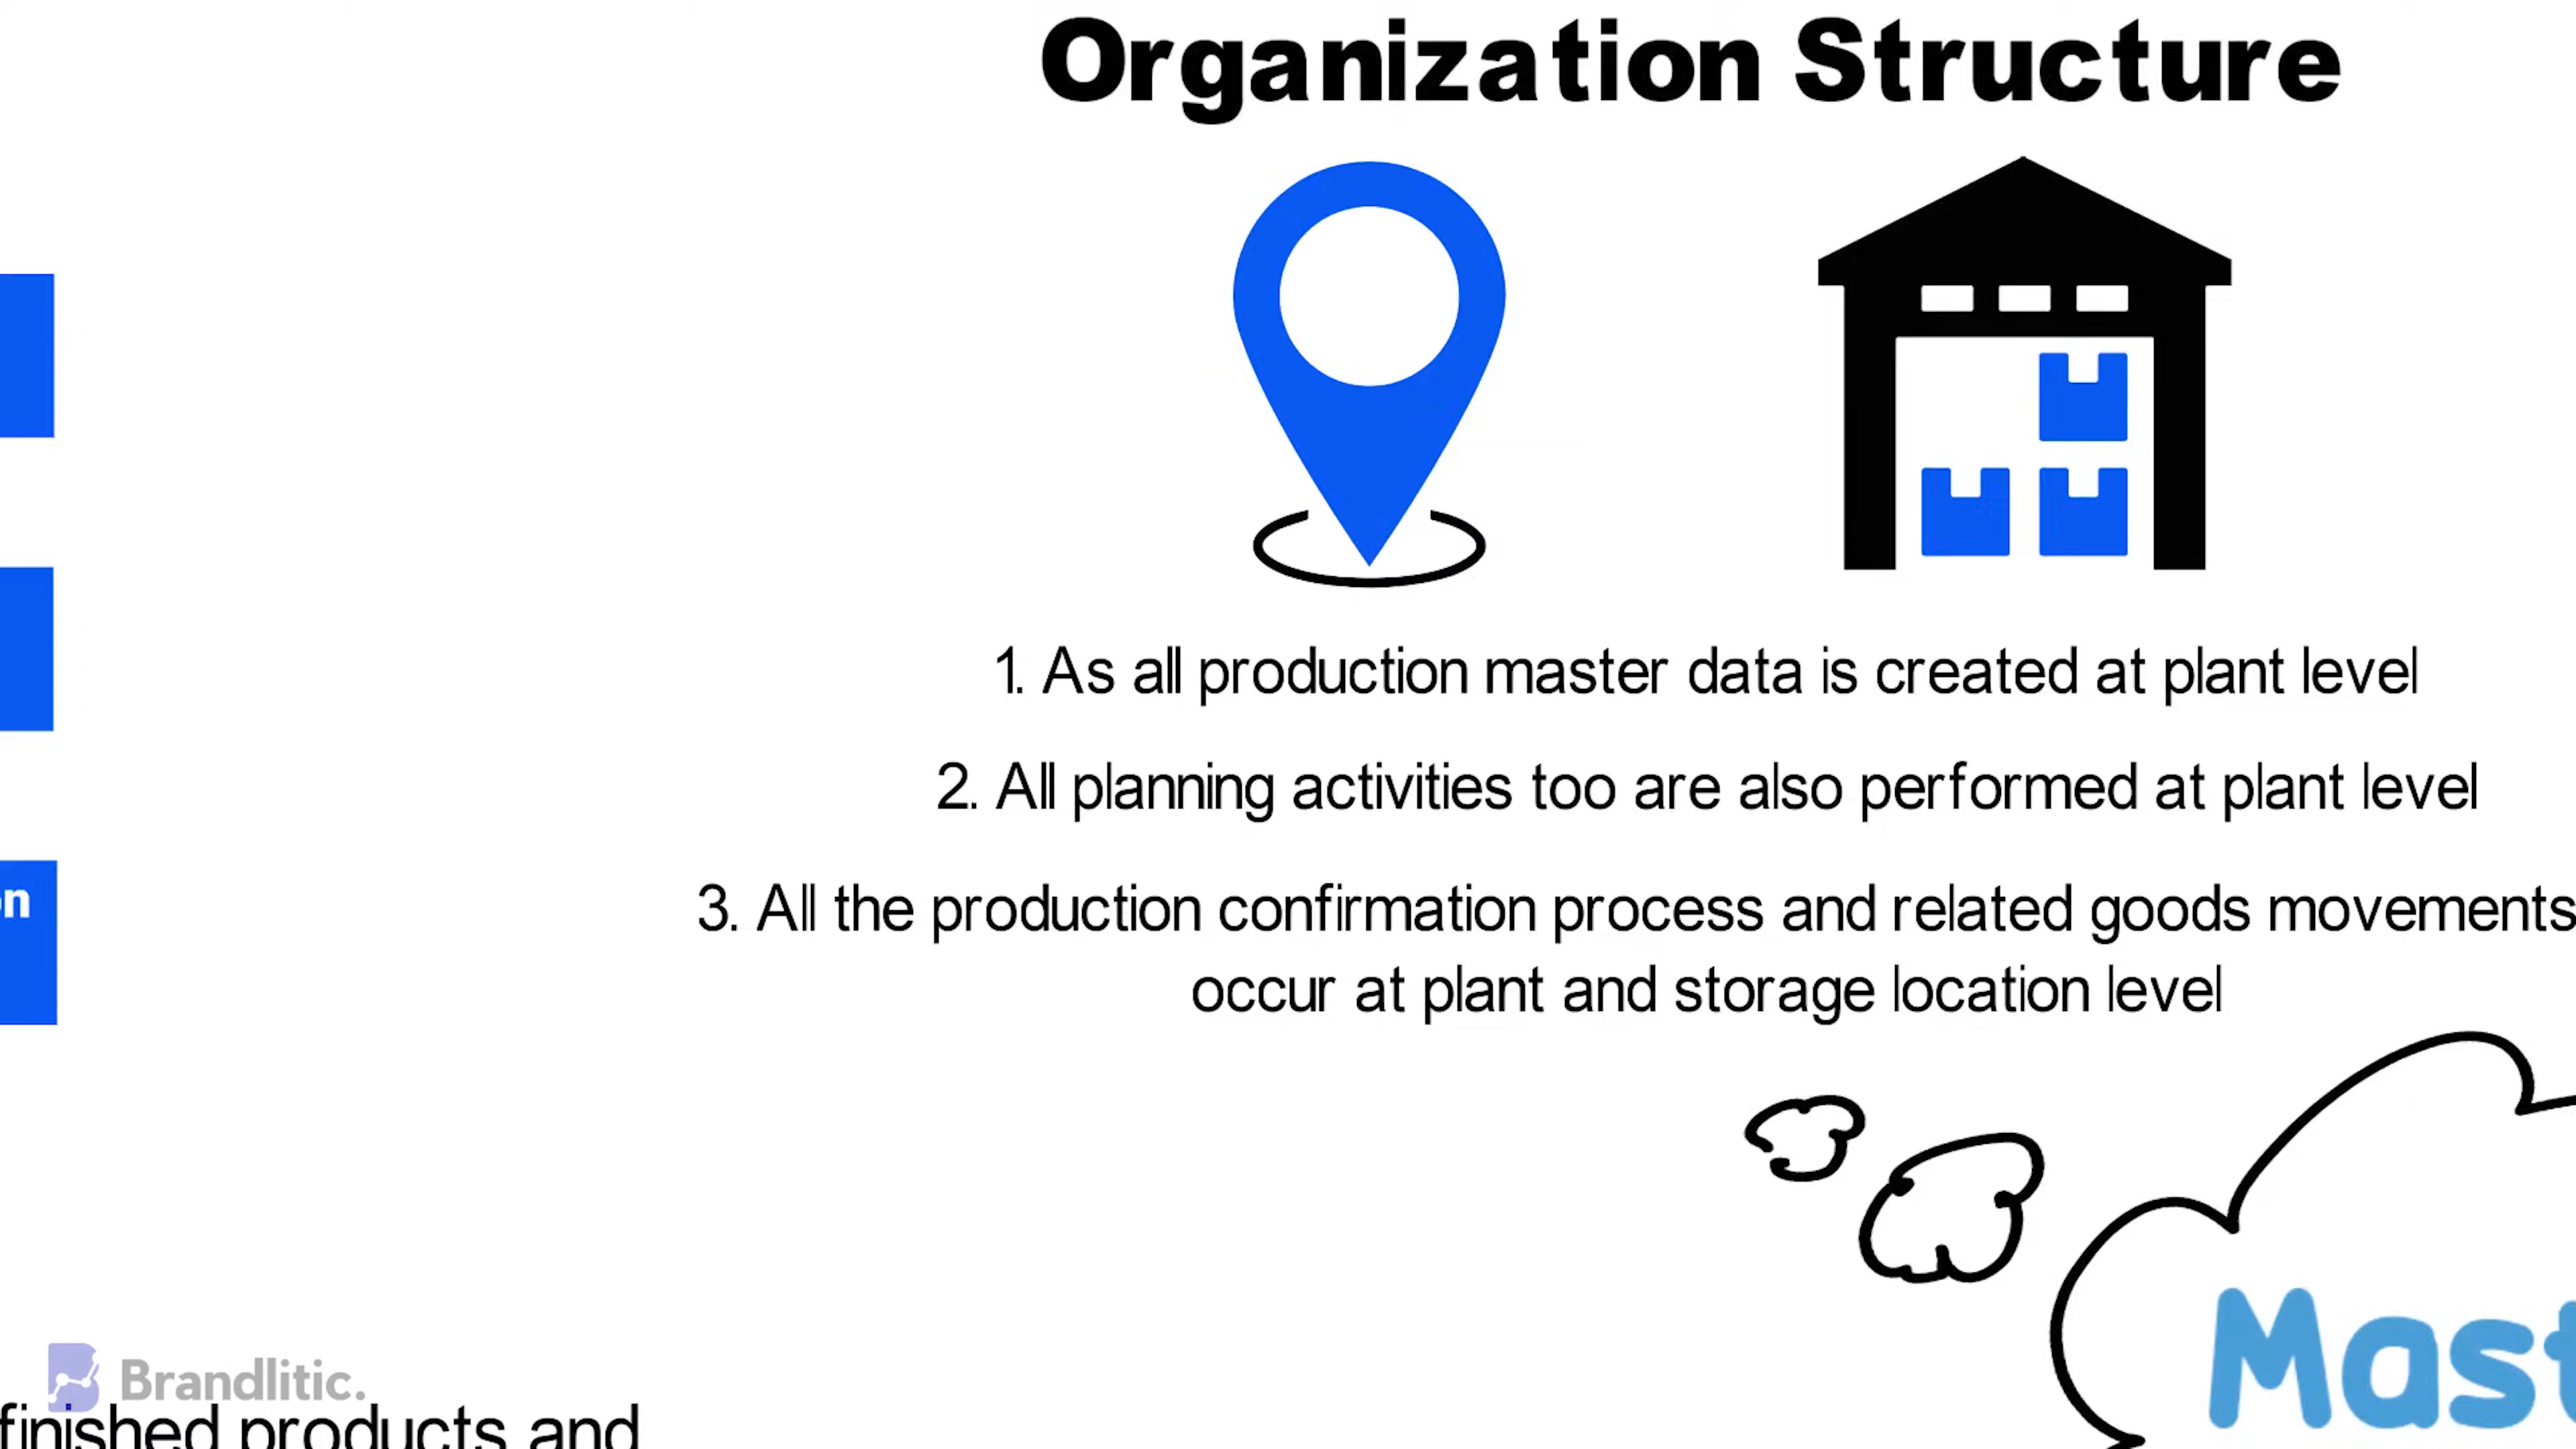 Organization Structure
1. As all production master data is created at plant level
2. All planning activities too are also performed at plant level
3. All the production confirmation process and related goods movements
occur at plant and storage location level
Brandlitic.
finished products and